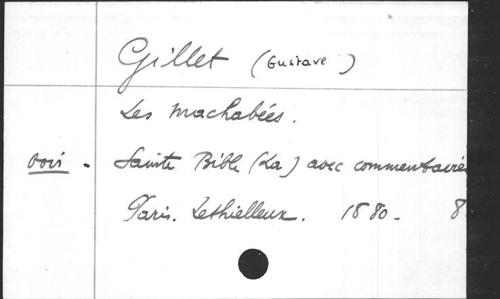 Gillet (Gustave)
Les Machabées.
voir. Sainte Bible (La) avec commentaire
Paris. Lethielleux. 1880. 8